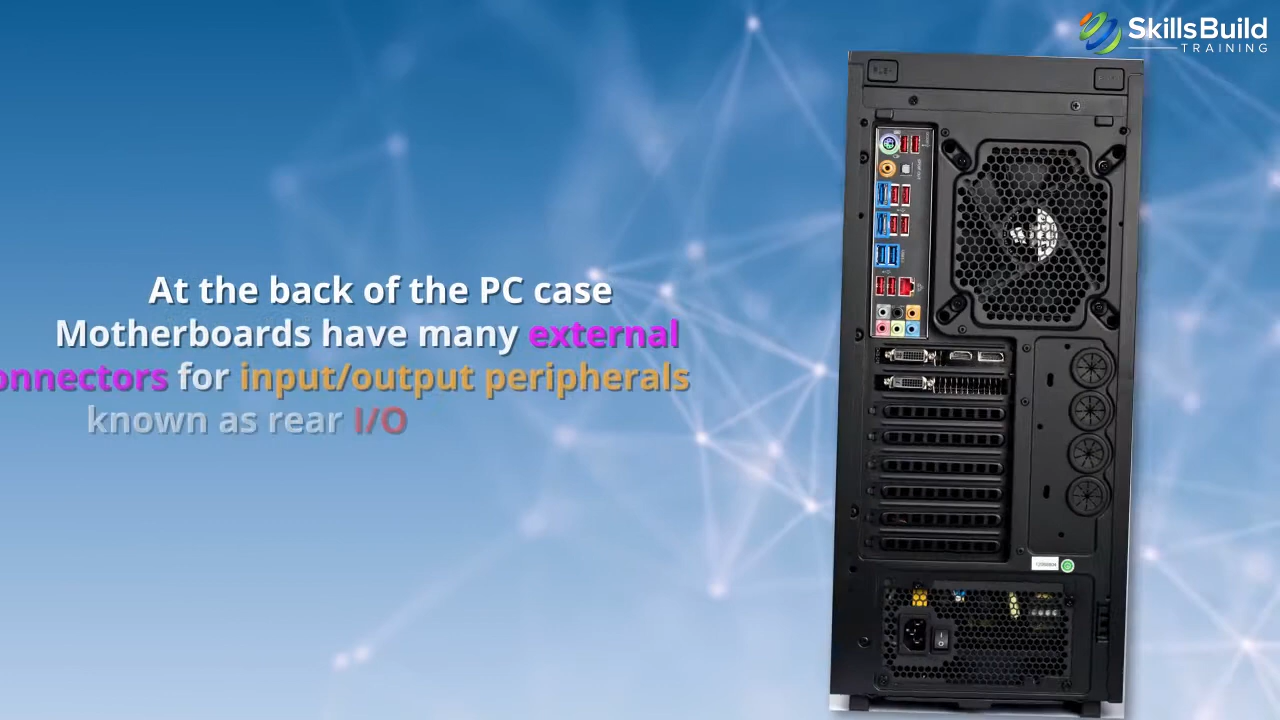 SkillsBuild
TRAINING
At the back of the PC case
Motherboards have many external
onnectors for input/output peripherals
known as rear I/O